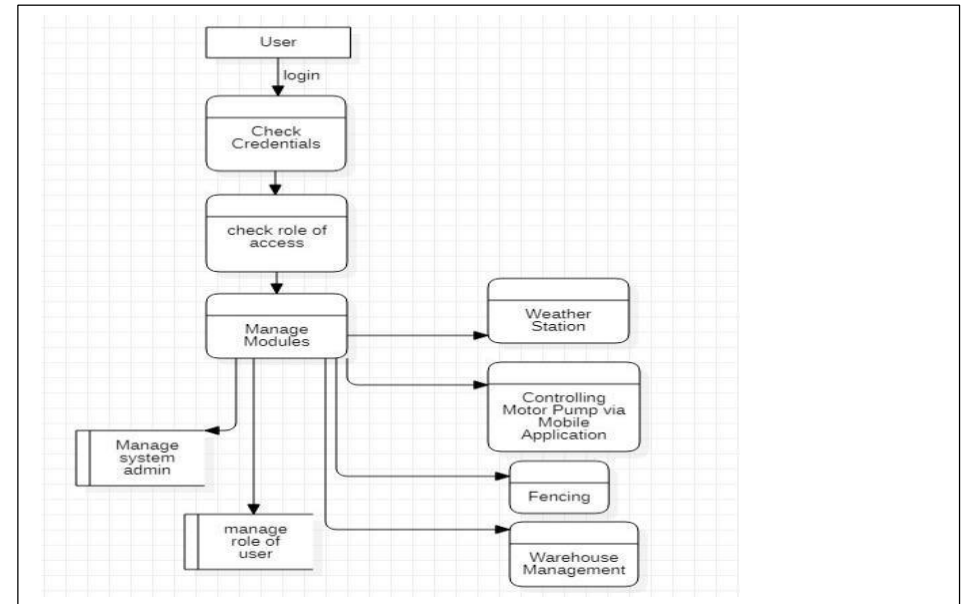 User
login
Check
Credentials
check role of
access
Manage
Modules
Weather
Station
Controlling
Motor Pump via
Mobile
Application
Manage
system
admin
Fencing
manage
role of
user
Warehouse
Management